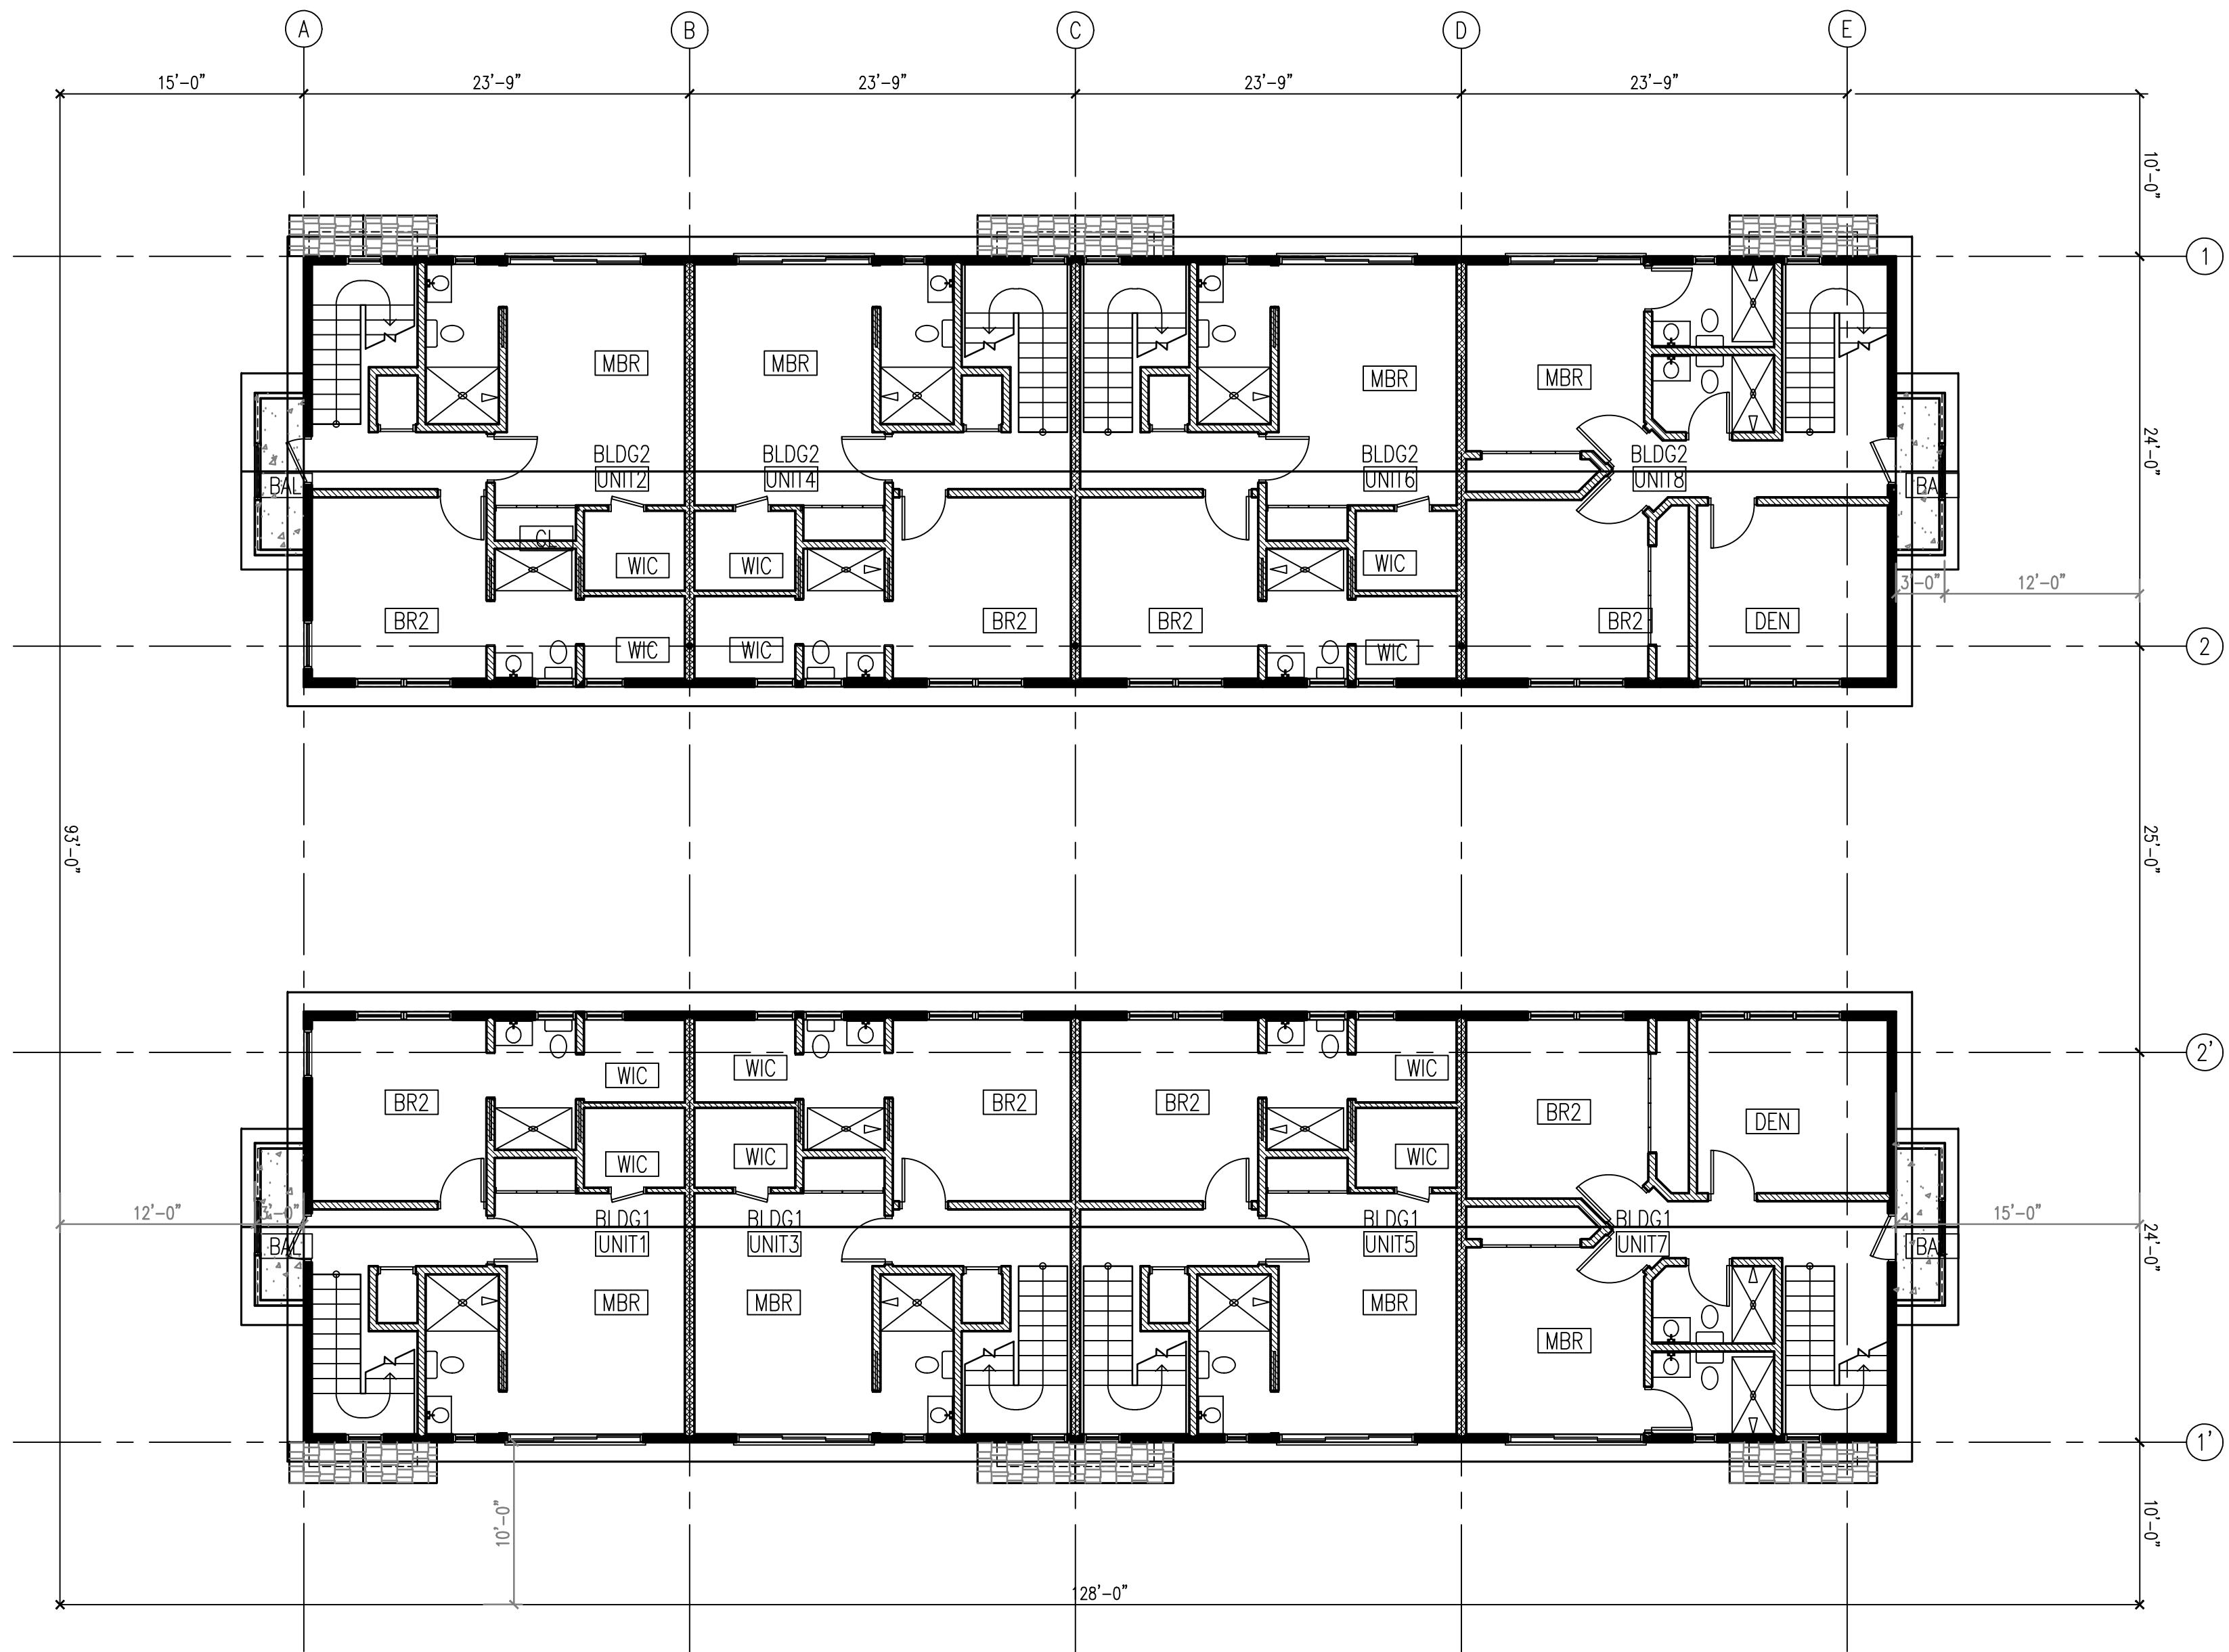 A B C D E
15'-0" 23'-9" 23'-9" 23'-9" 23'-9"
10'-0"
1
MBR MBR MBR MBR
24'-0"
BLDG2 BLDG2 BLDG2 BLDG2
UNIT2 UNIT4 UNIT6 UNIT8
BAL
CL
WIC WIC WIC
3'-0" 12'-0"
BR2 BR2 BR2 BR2 DEN
WIC WIC WIC
2
93'-0"
25'-0"
2'
WIC WIC WIC
BR2 BR2 BR2 BR2 DEN
WIC WIC WIC
12'-0" 3'-0" 15'-0"
BLDG1 BLDG1 BLDG1 BLDG1
UNIT1 UNIT3 UNIT5 UNIT7
BAL
24'-0"
MBR MBR MBR MBR
1'
10'-0" 10'-0"
128'-0"